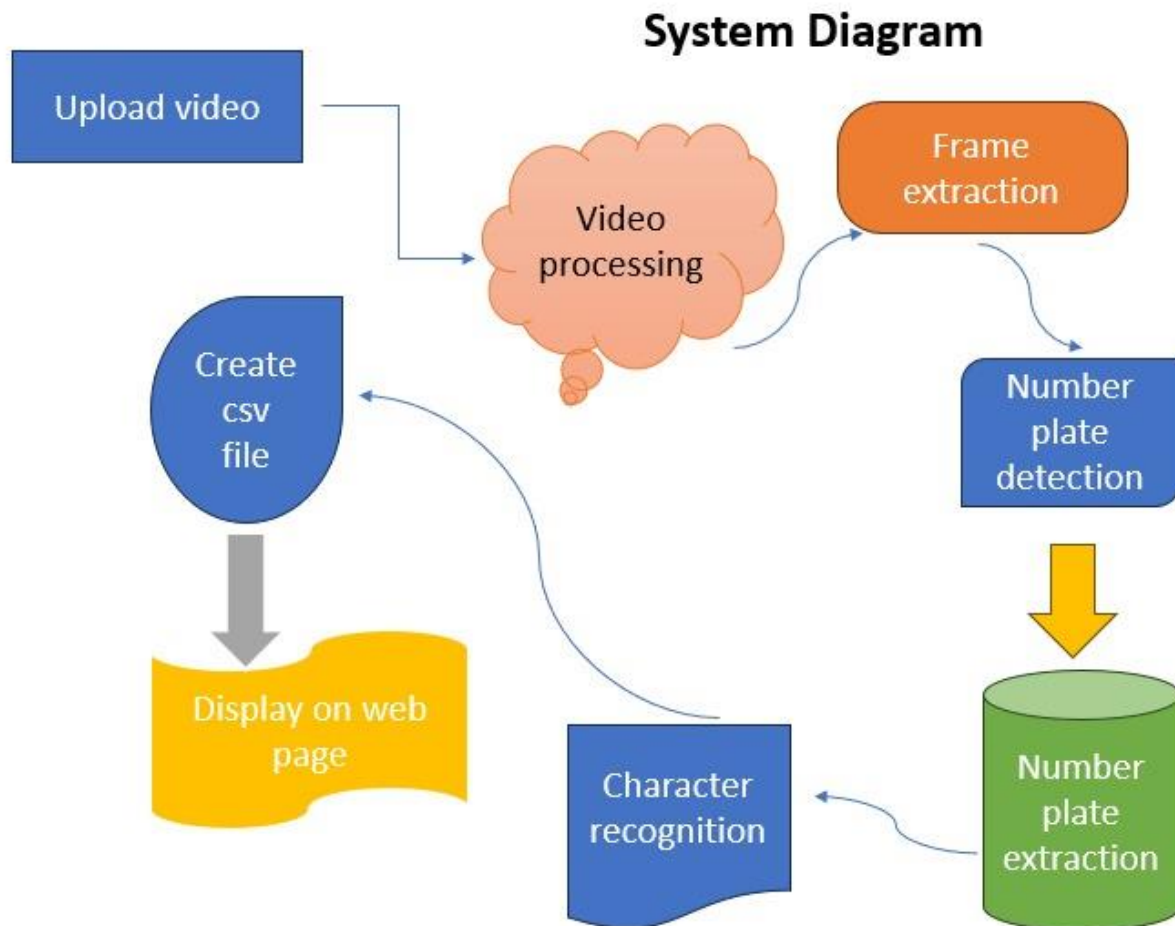 System Diagram
Upload video
Video
processing
Frame
extraction
Number
plate
detection
Number
plate
extraction
Character
recognition
Create
csv
file
Display on web
page